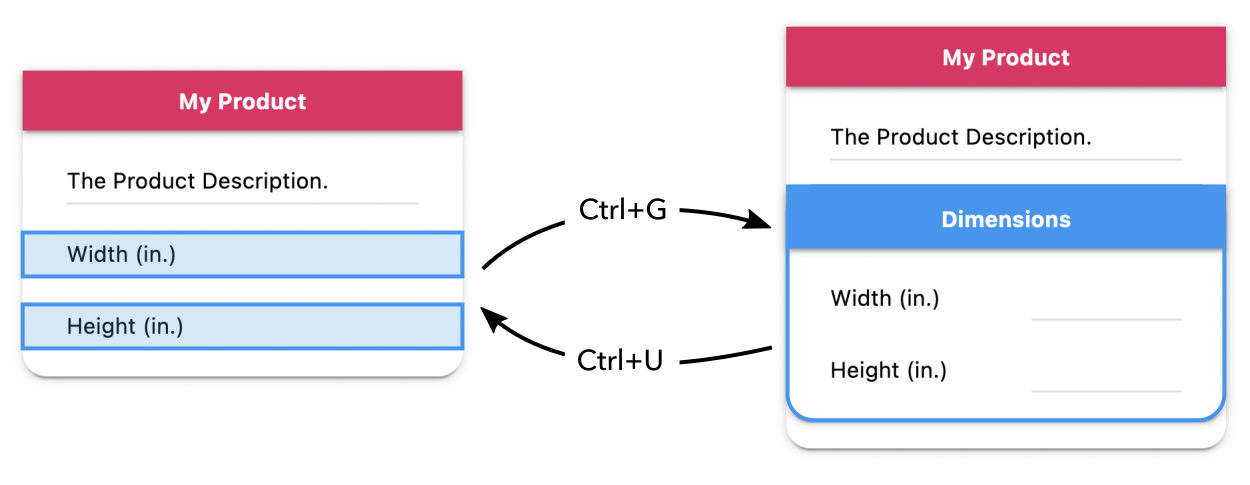 My Product
The Product Description.
Width (in.)
Height (in.)
Ctrl+G
Ctrl+U
My Product
The Product Description.
Dimensions
Width (in.)
Height (in.)